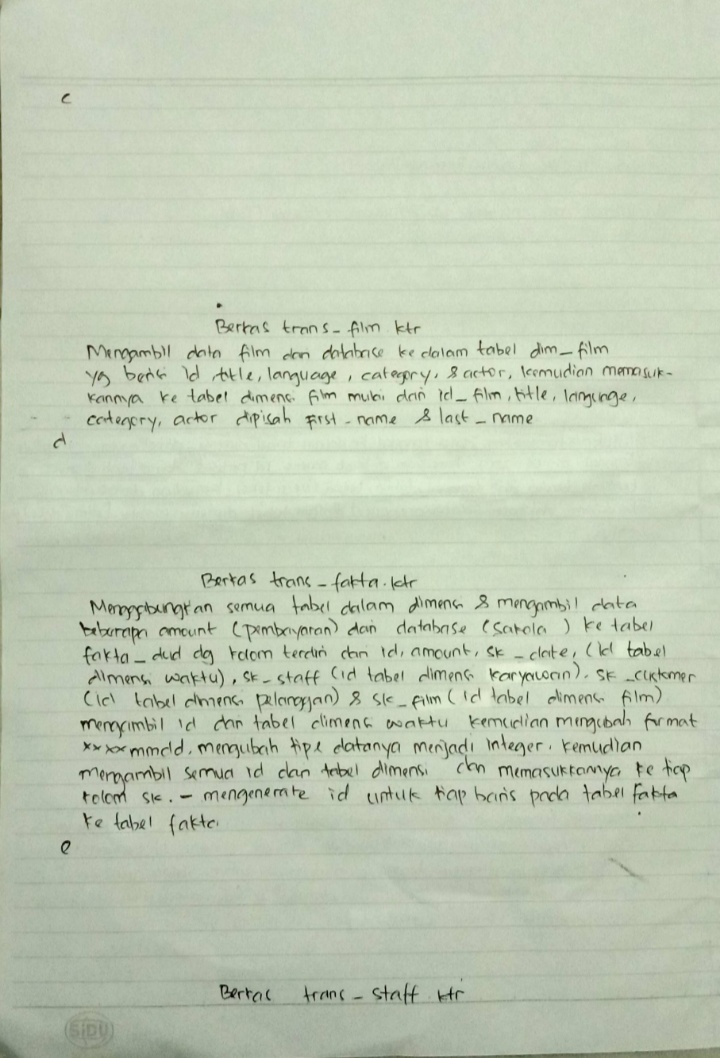 c
Berkas trans_film ktr
Mengambil data film dan database ke dalam tabel dim_film
yg berisi id, title, language, category, & actor, kemudian memasuk-
kannya ke tabel dimensi film mulai dari id_film, title, language,
category, actor dipisah first_name & last_name
d
Berkas trans_fakta.ktr
Menggabungkan semua tabel dalam dimensi & mengambil data
beberapa amount (pembayaran) dari database (sakola) ke tabel
fakta_dvd dg kolom terdiri dari id, amount, sk_date, (id tabel
dimensi waktu), sk_staff (id tabel dimensi karyawan). sk_customer
(id tabel dimensi pelanggan) & sk_film (id tabel dimensi film)
mengambil id dari tabel dimensi waktu kemudian mengubah format
xxxxmmdd, mengubah tipe datanya menjadi integer, kemudian
mengambil semua id dari tabel dimensi dan memasukkannya ke tiap
kolom sk. – mengenerate id untuk tiap baris pada tabel fakta
ke tabel fakta.
e
Berkas trans_staff ktr
SiDU